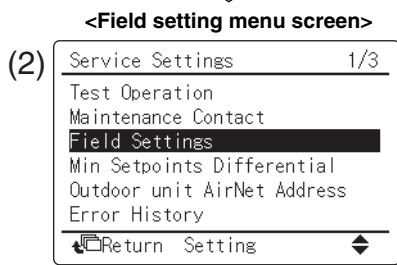 <Field setting menu screen>
(2)
Service Settings 1/3
Test Operation
Maintenance Contact
Field Settings
Min Setpoints Differential
Outdoor unit AirNet Address
Error History
Return Setting